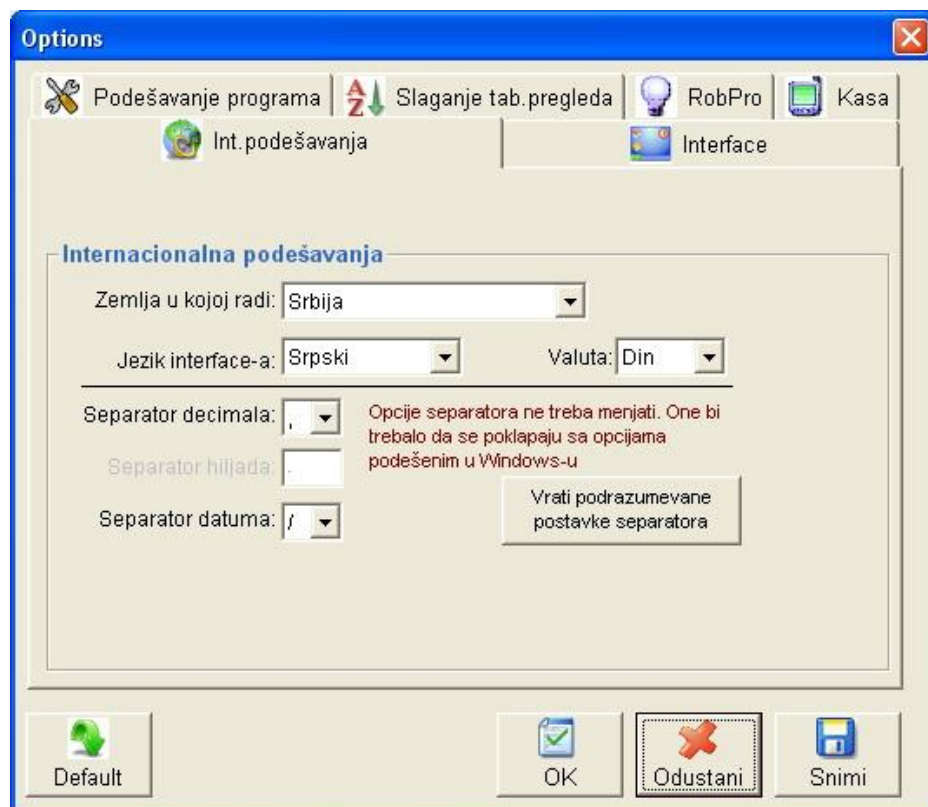 Options
Podešavanje programa
Slaganje tab.pregleda
RobPro
Kasa
Int.podešavanja
Interface
Internacionalna podešavanja
Zemlja u kojoj radi: Srbija
Jezik interface-a: Srpski
Valuta: Din
Separator decimala: ,
Opcije separatora ne treba menjati. One bi
trebalo da se poklapaju sa opcijama
podešenim u Windows-u
Separator hiljada: .
Separator datuma: /
Vrati podrazumevane
postavke separatora
Default
OK
Odustani
Snimi